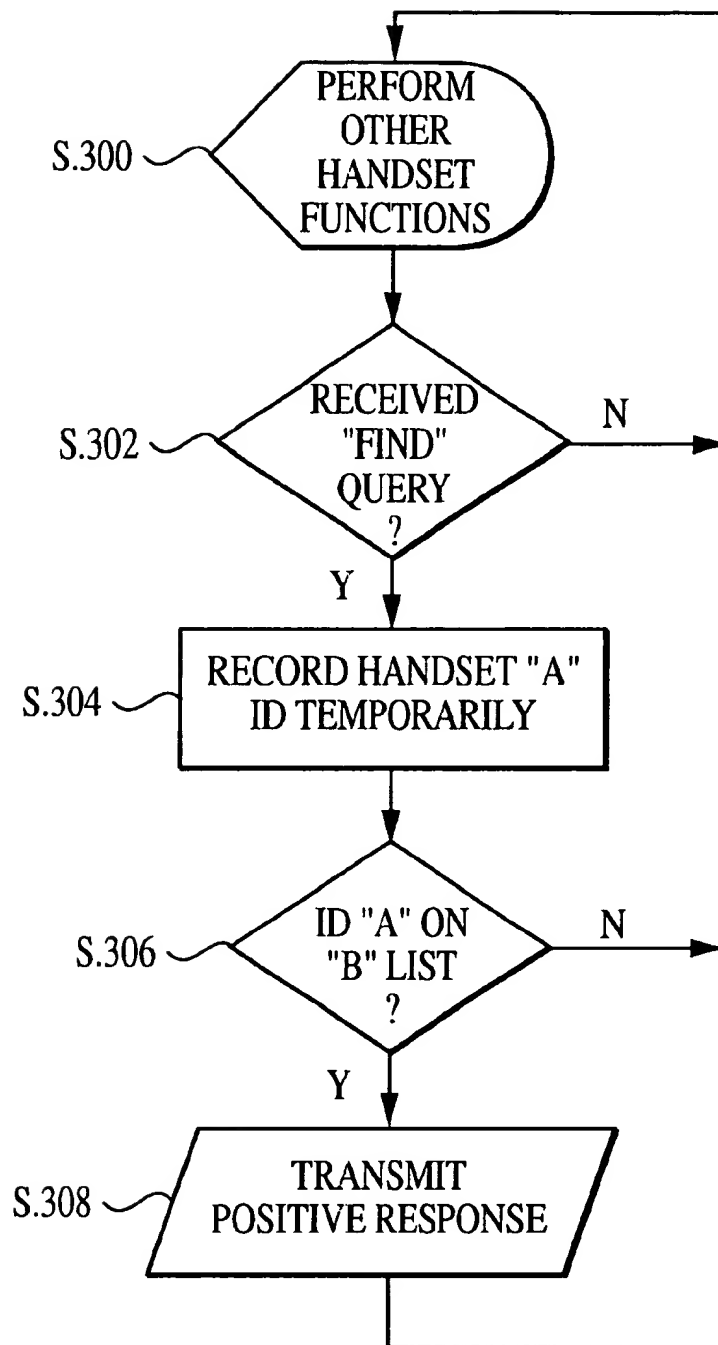 PERFORM
OTHER
HANDSET
FUNCTIONS
S.300
RECEIVED
"FIND"
QUERY
?
S.302
N
Y
RECORD HANDSET "A"
ID TEMPORARILY
S.304
ID "A" ON
"B" LIST
?
S.306
N
Y
TRANSMIT
POSITIVE RESPONSE
S.308